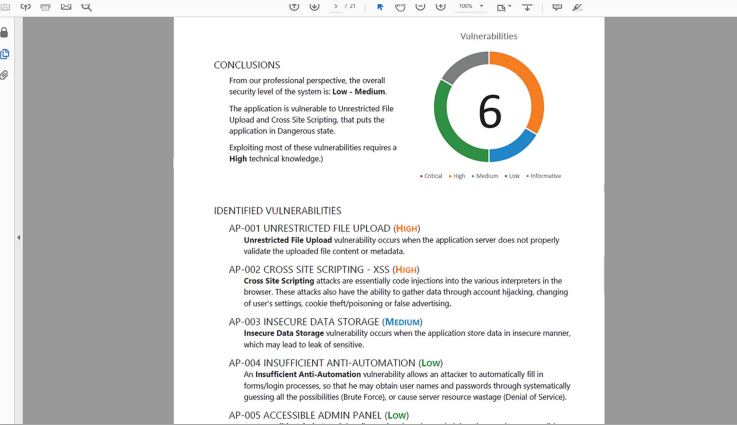 5 / 21
100%
Vulnerabilities
6
• Critical • High • Medium • Low • Informative
CONCLUSIONS
From our professional perspective, the overall
security level of the system is: Low - Medium.
The application is vulnerable to Unrestricted File
Upload and Cross Site Scripting, that puts the
application in Dangerous state.
Exploiting most of these vulnerabilities requires a
High technical knowledge.)
IDENTIFIED VULNERABILITIES
AP-001 UNRESTRICTED FILE UPLOAD (HIGH)
Unrestricted File Upload vulnerability occurs when the application server does not properly
validate the uploaded file content or metadata.
AP-002 CROSS SITE SCRIPTING - XSS (HIGH)
Cross Site Scripting attacks are essentially code injections into the various interpreters in the
browser. These attacks also have the ability to gather data through account hijacking, changing
of user's settings, cookie theft/poisoning or false advertising.
AP-003 INSECURE DATA STORAGE (MEDIUM)
Insecure Data Storage vulnerability occurs when the application store data in insecure manner,
which may lead to leak of sensitive.
AP-004 INSUFFICIENT ANTI-AUTOMATION (LOW)
An Insufficient Anti-Automation vulnerability allows an attacker to automatically fill in
forms/login processes, so that he may obtain user names and passwords through systematically
guessing all the possibilities (Brute Force), or cause server resource wastage (Denial of Service).
AP-005 ACCESSIBLE ADMIN PANEL (LOW)